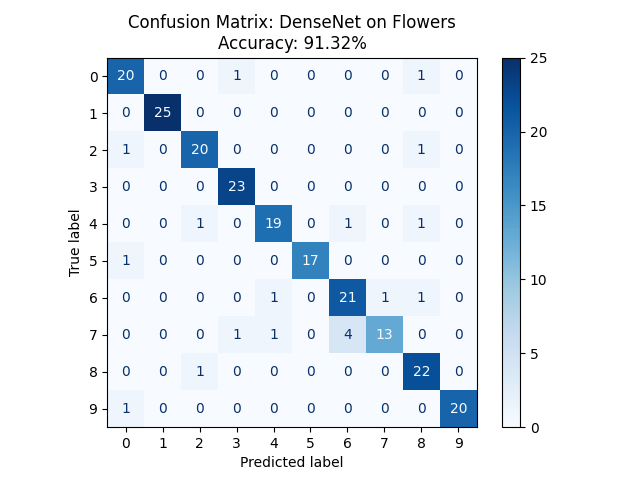 Confusion Matrix: DenseNet on Flowers
Accuracy: 91.32%
0 20 0 0 1 0 0 0 0 1 0
1 0 25 0 0 0 0 0 0 0 0
2 1 0 20 0 0 0 0 0 1 0
3 0 0 0 23 0 0 0 0 0 0
4 0 0 1 0 19 0 1 0 1 0
5 1 0 0 0 0 17 0 0 0 0
6 0 0 0 0 1 0 21 1 1 0
7 0 0 0 1 1 0 4 13 0 0
8 0 0 1 0 0 0 0 0 22 0
9 1 0 0 0 0 0 0 0 0 20
0 1 2 3 4 5 6 7 8 9
Predicted label
True label
25
20
15
10
5
0